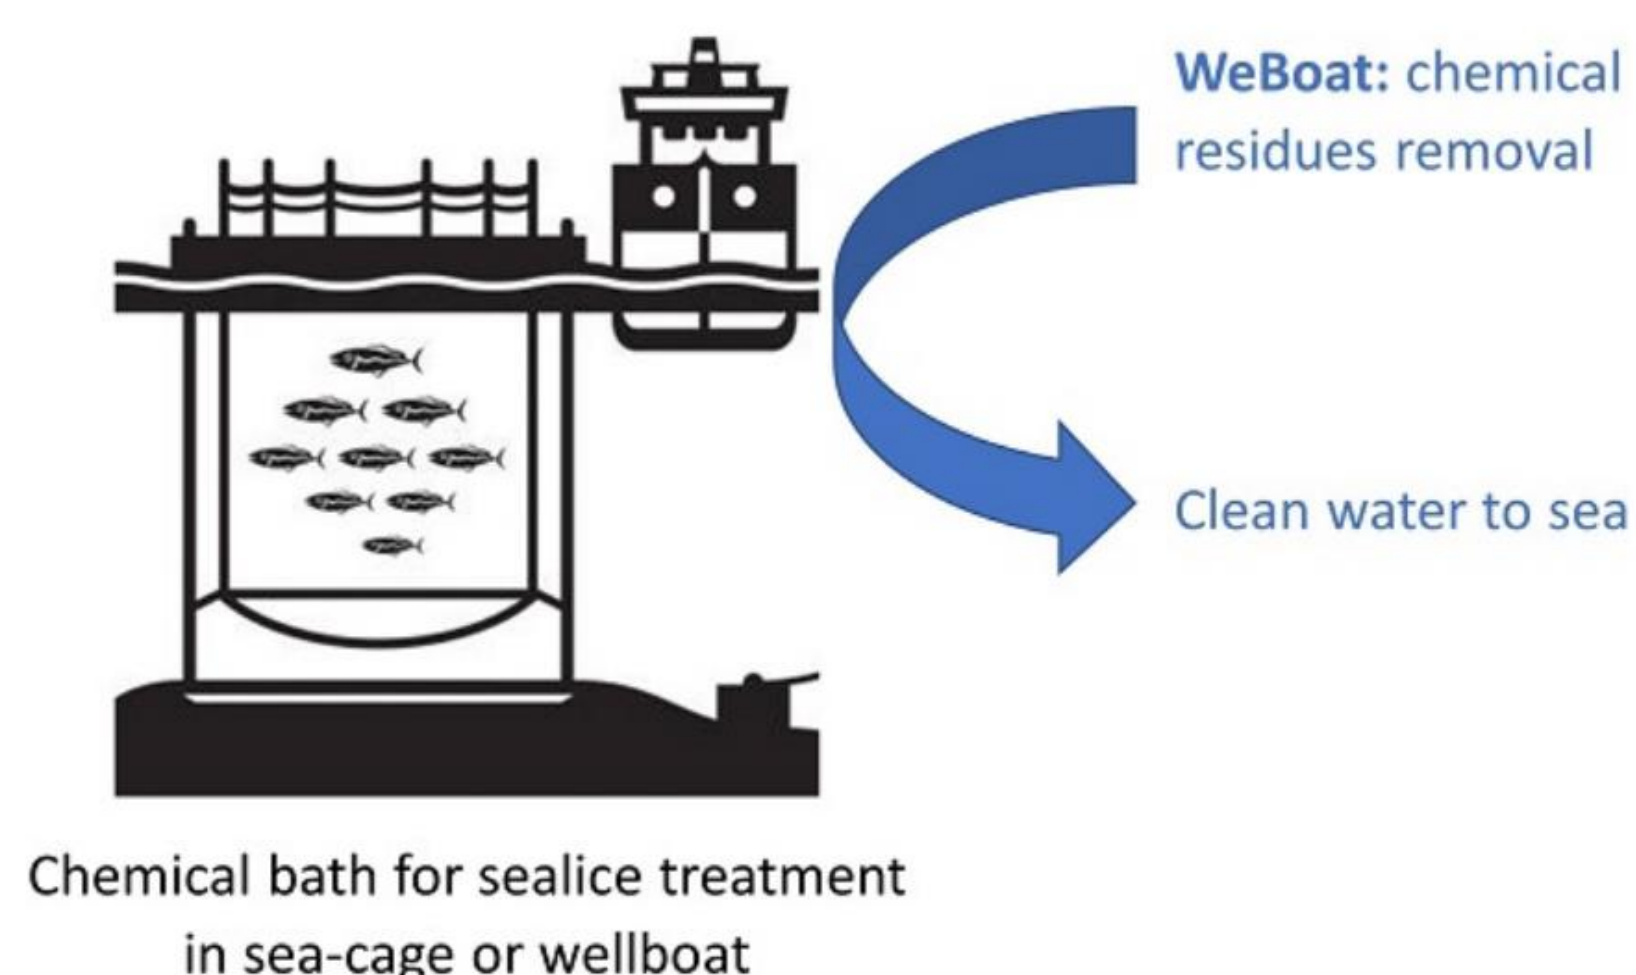 WeBoat: chemical
residues removal
Clean water to sea
Chemical bath for sealice treatment
in sea-cage or wellboat